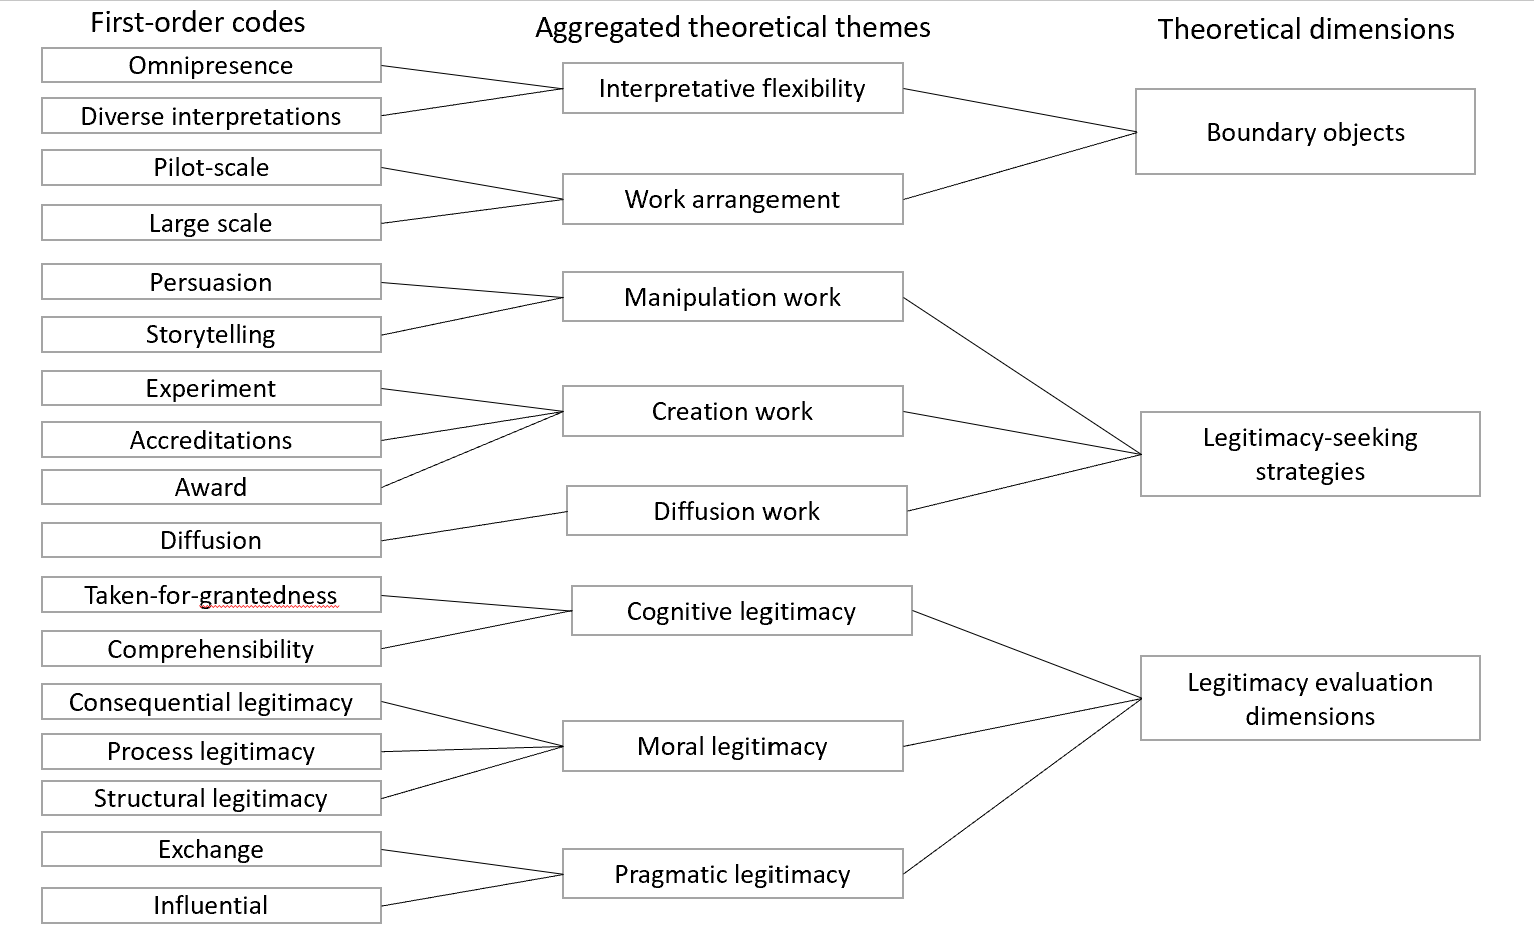 First-order codes
Aggregated theoretical themes
Theoretical dimensions
Omnipresence
Diverse interpretations
Pilot-scale
Large scale
Persuasion
Storytelling
Experiment
Accreditations
Award
Diffusion
Taken-for-grantedness
Comprehensibility
Consequential legitimacy
Process legitimacy
Structural legitimacy
Exchange
Influential
Interpretative flexibility
Work arrangement
Manipulation work
Creation work
Diffusion work
Cognitive legitimacy
Moral legitimacy
Pragmatic legitimacy
Boundary objects
Legitimacy-seeking
strategies
Legitimacy evaluation
dimensions